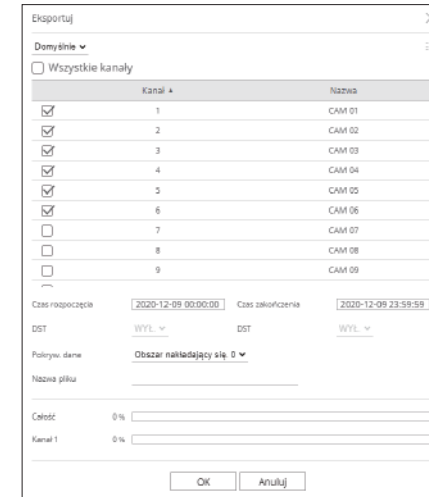 Eksportuj
Domyślnie
Wszystkie kanały
Kanał ▲ Nazwa
1 CAM 01
2 CAM 02
3 CAM 03
4 CAM 04
5 CAM 05
6 CAM 06
7 CAM 07
8 CAM 08
9 CAM 09
Czas rozpoczęcia 2020-12-09 00:00:00 Czas zakończenia 2020-12-09 23:59:59
DST WYŁ. DST WYŁ.
Pokryw. dane Obszar nakładający się. 0
Nazwa pliku
Całość 0 %
Kanał 1 0 %
OK Anuluj